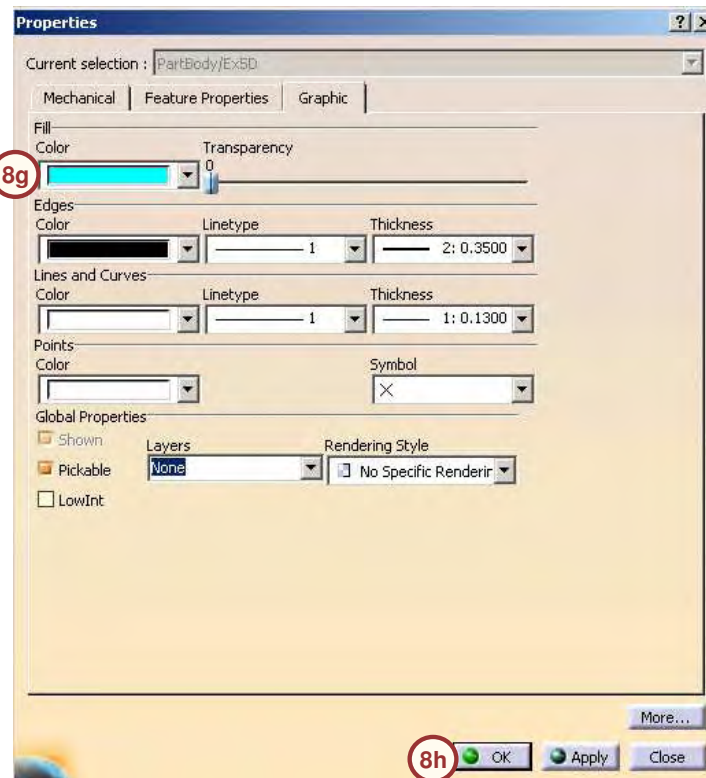 Properties
? ×
Current selection : PartBody/Ex5D
Mechanical Feature Properties Graphic
Fill
Color Transparency
8g 0
Edges
Color Linetype Thickness
1 2: 0.3500
Lines and Curves
Color Linetype Thickness
1 1: 0.1300
Points
Color Symbol
Global Properties
Shown Layers Rendering Style
Pickable None No Specific Renderir
LowInt
More...
8h OK Apply Close